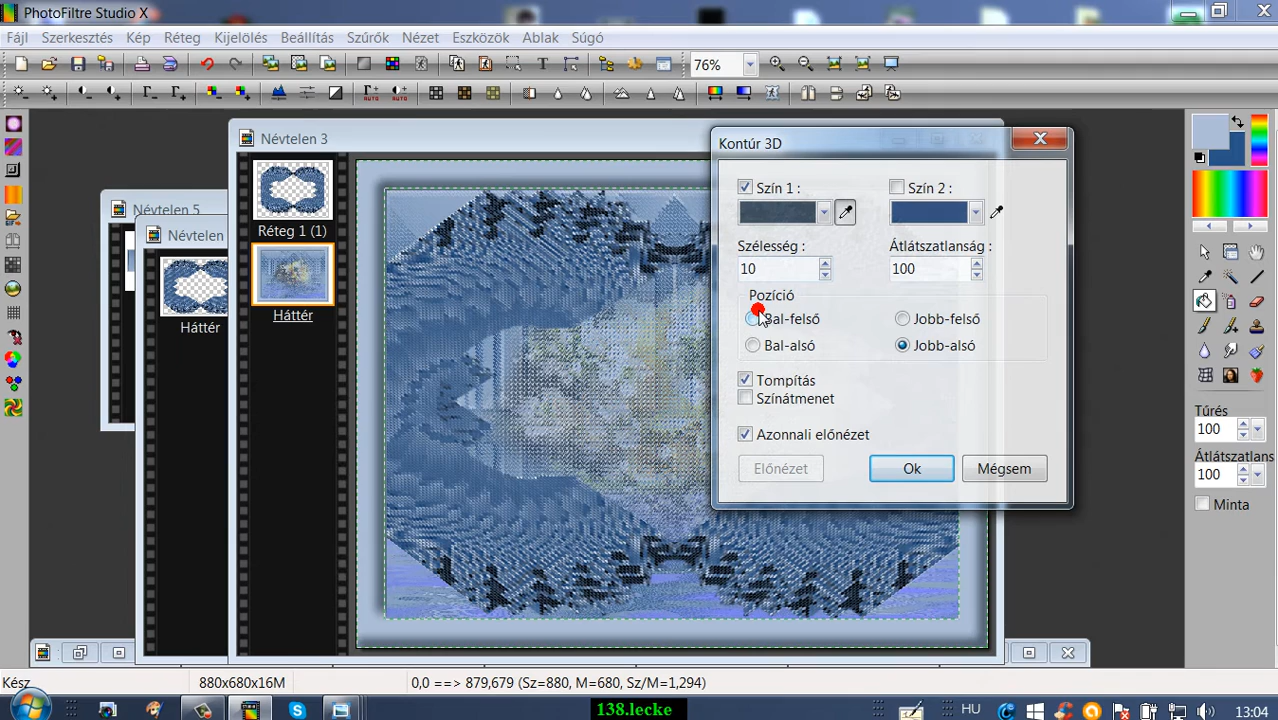 PhotoFiltre Studio X
Fájl Szerkesztés Kép Réteg Kijelölés Beállítás Szűrők Nézet Eszközök Ablak Súgó
76%
Névtelen 3
Névtelen 5
Névtelen
Réteg 1 (1)
Háttér
Háttér
Kontúr 3D
Szín 1 :
Szín 2 :
Szélesség :
Átlátszatlanság :
10
100
Pozíció
Bal-felső
Jobb-felső
Bal-alsó
Jobb-alsó
Tompítás
Színátmenet
Azonnali előnézet
Előnézet
Ok
Mégsem
Tűrés
100
Átlátszatlans
100
Minta
Kész
880x680x16M
0,0 ==> 879,679 (Sz=880, M=680, Sz/M=1,294)
138.lecke
HU
13:04